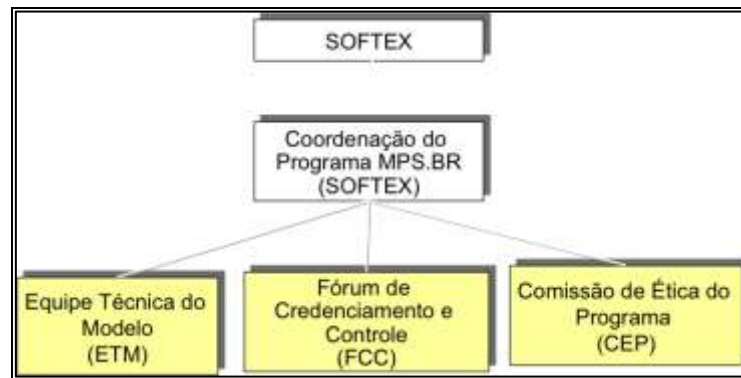 SOFTEX
Coordenação do
Programa MPS.BR
(SOFTEX)
Equipe Técnica do
Modelo
(ETM)
Fórum de
Credenciamento e
Controle
(FCC)
Comissão de Ética do
Programa
(CEP)